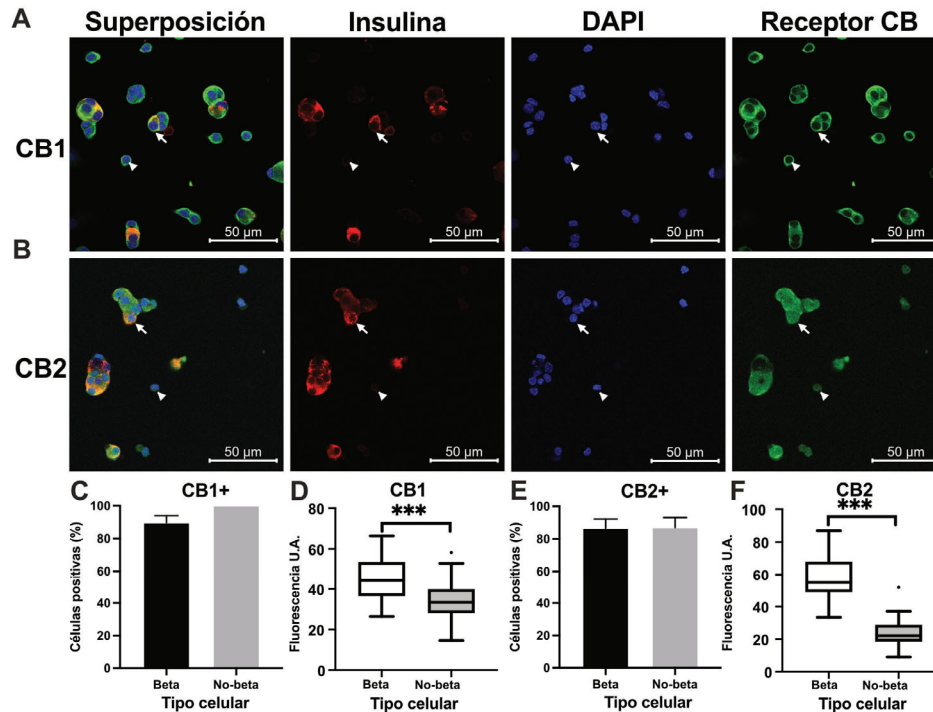 A
Superposición Insulina DAPI Receptor CB
CB1
50 µm 50 µm 50 µm 50 µm
B
CB2
50 µm 50 µm 50 µm 50 µm
C
CB1+
Células positivas (%)
100
80
60
40
20
0
Beta No-beta
Tipo celular
D
CB1
***
Fluorescencia U.A.
80
60
40
20
0
Beta No-beta
Tipo celular
E
CB2+
Células positivas (%)
100
80
60
40
20
0
Beta No-beta
Tipo celular
F
CB2
***
Fluorescencia U.A.
100
80
60
40
20
0
Beta No-beta
Tipo celular